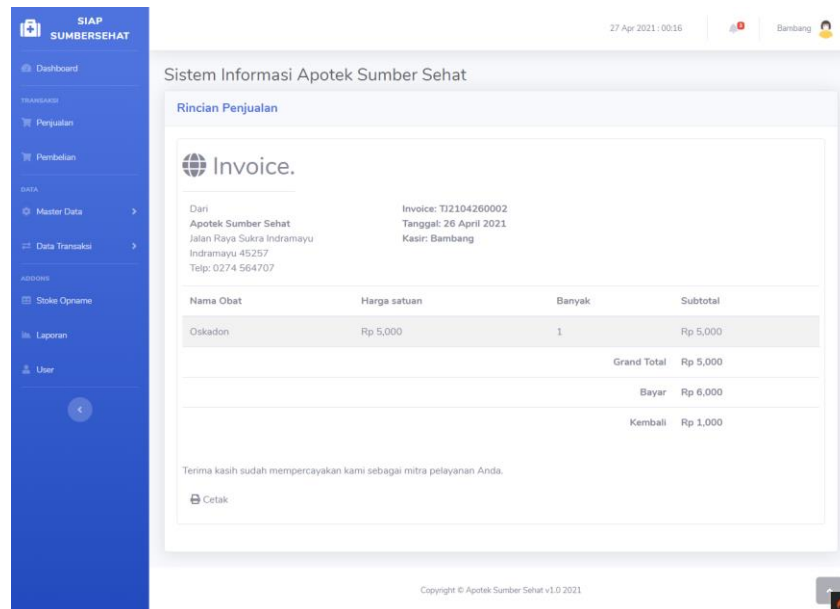 SIAP
SUMBERSEHAT
27 Apr 2021 : 00:16
Bambang
Dashboard
TRANSAKSI
Penjualan
Pembelian
DATA
Master Data
Data Transaksi
ADDONS
Stoke Opname
Laporan
User
Sistem Informasi Apotek Sumber Sehat
Rincian Penjualan
Invoice.
Dari
Apotek Sumber Sehat
Jalan Raya Sukra Indramayu
Indramayu 45257
Telp: 0274 564707
Invoice: TJ2104260002
Tanggal: 26 April 2021
Kasir: Bambang
Nama Obat Harga satuan Banyak Subtotal
Oskadon Rp 5,000 1 Rp 5,000
Grand Total Rp 5,000
Bayar Rp 6,000
Kembali Rp 1,000
Terima kasih sudah mempercayakan kami sebagai mitra pelayanan Anda.
Cetak
Copyright © Apotek Sumber Sehat v1.0 2021